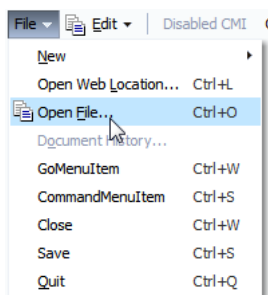 File Edit Disabled CMI
New
Open Web Location... Ctrl+L
Open File... Ctrl+O
Document History...
GoMenuItem Ctrl+W
CommandMenuItem Ctrl+S
Close Ctrl+W
Save Ctrl+S
Quit Ctrl+Q